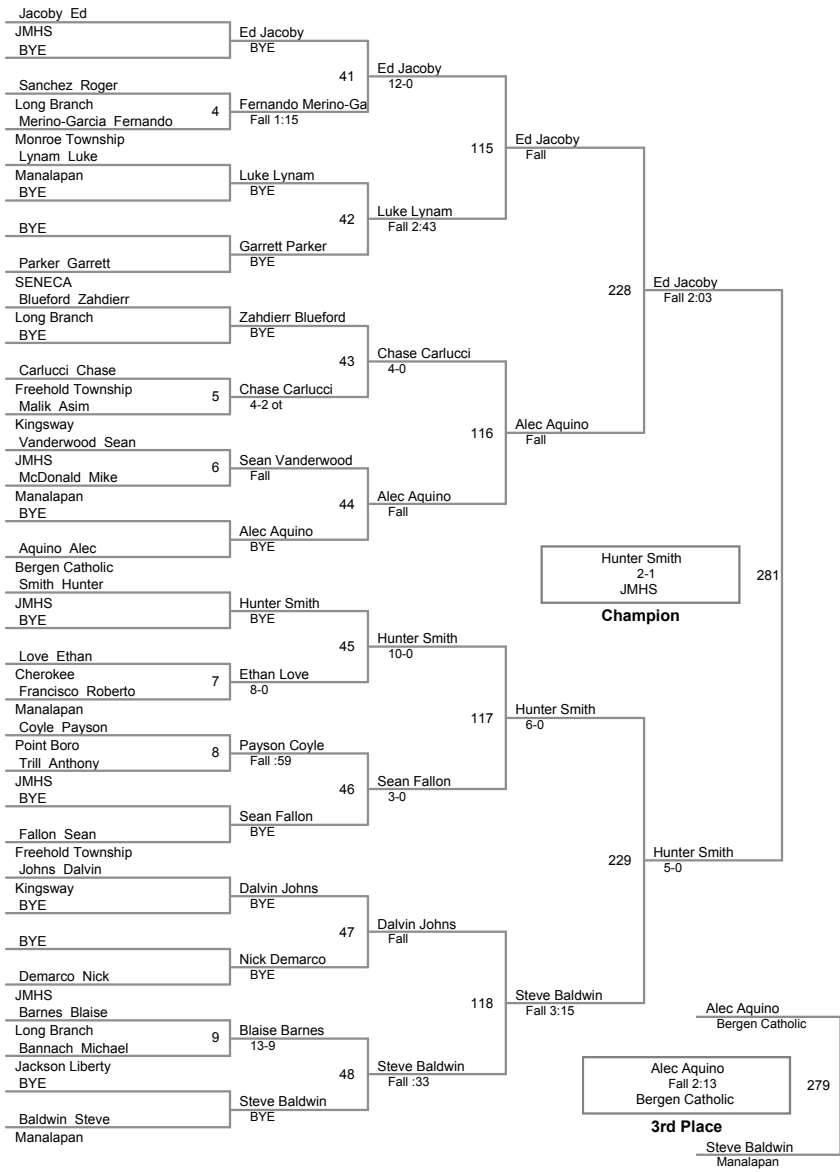 Jacoby Ed
JMHS
BYE
Sanchez Roger
Long Branch
Merino-Garcia Fernando
Monroe Township
Lynam Luke
Manalapan
BYE
BYE
Parker Garrett
SENECA
Blueford Zahdierr
Long Branch
BYE
Carlucci Chase
Freehold Township
Malik Asim
Kingsway
Vanderwood Sean
JMHS
McDonald Mike
Manalapan
BYE
Aquino Alec
Bergen Catholic
Smith Hunter
JMHS
BYE
Love Ethan
Cherokee
Francisco Roberto
Manalapan
Coyle Payson
Point Boro
Trill Anthony
JMHS
BYE
Fallon Sean
Freehold Township
Johns Dalvin
Kingsway
BYE
BYE
Demarco Nick
JMHS
Barnes Blaise
Long Branch
Bannach Michael
Jackson Liberty
BYE
Baldwin Steve
Manalapan
4
5
6
7
8
9
Ed Jacoby
BYE
Fernando Merino-Ga
Fall 1:15
Luke Lynam
BYE
Garrett Parker
BYE
Zahdierr Blueford
BYE
Chase Carlucci
4-2 ot
Sean Vanderwood
Fall
Alec Aquino
BYE
Hunter Smith
BYE
Ethan Love
8-0
Payson Coyle
Fall :59
Sean Fallon
BYE
Dalvin Johns
BYE
Nick Demarco
BYE
Blaise Barnes
13-9
Steve Baldwin
BYE
41
42
43
44
45
46
47
48
Ed Jacoby
12-0
Luke Lynam
Fall 2:43
Chase Carlucci
4-0
Alec Aquino
Fall
Hunter Smith
10-0
Sean Fallon
3-0
Dalvin Johns
Fall
Steve Baldwin
Fall :33
115
116
117
118
Ed Jacoby
Fall
Alec Aquino
Fall
Hunter Smith
6-0
Steve Baldwin
Fall 3:15
228
229
Ed Jacoby
Fall 2:03
Hunter Smith
5-0
281
Hunter Smith
2-1
JMHS
Champion
Alec Aquino
Bergen Catholic
Alec Aquino
Fall 2:13
Bergen Catholic
279
3rd Place
Steve Baldwin
Manalapan